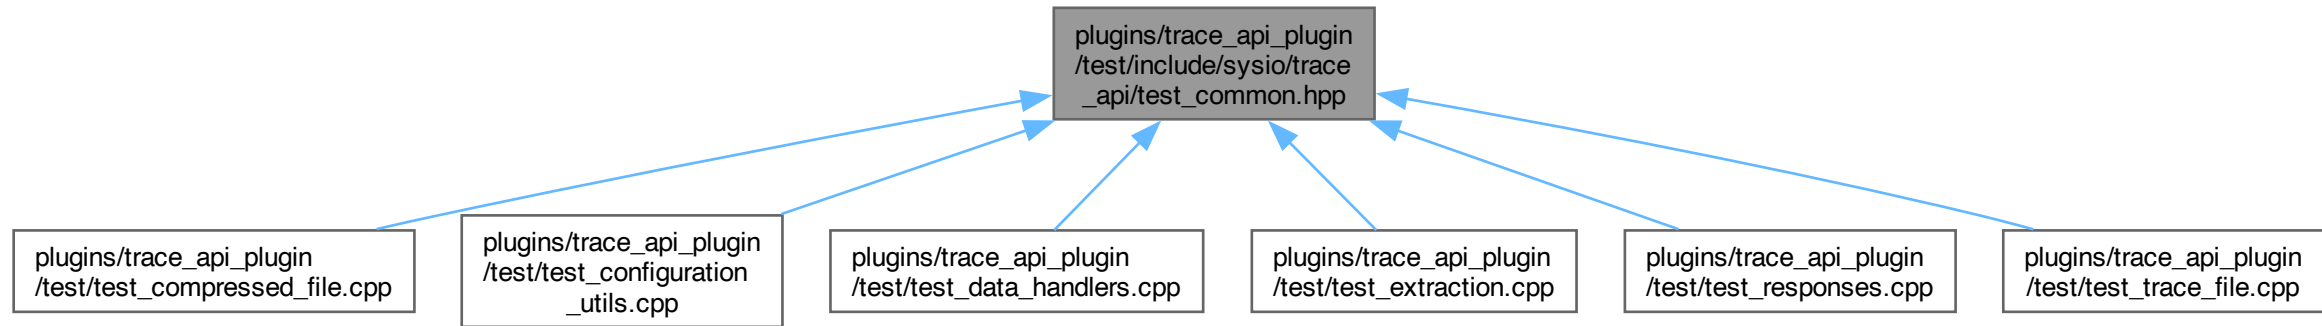 plugins/trace_api_plugin
/test/include/sysio/trace
_api/test_common.hpp
plugins/trace_api_plugin
/test/test_compressed_file.cpp
plugins/trace_api_plugin
/test/test_configuration
_utils.cpp
plugins/trace_api_plugin
/test/test_data_handlers.cpp
plugins/trace_api_plugin
/test/test_extraction.cpp
plugins/trace_api_plugin
/test/test_responses.cpp
plugins/trace_api_plugin
/test/test_trace_file.cpp